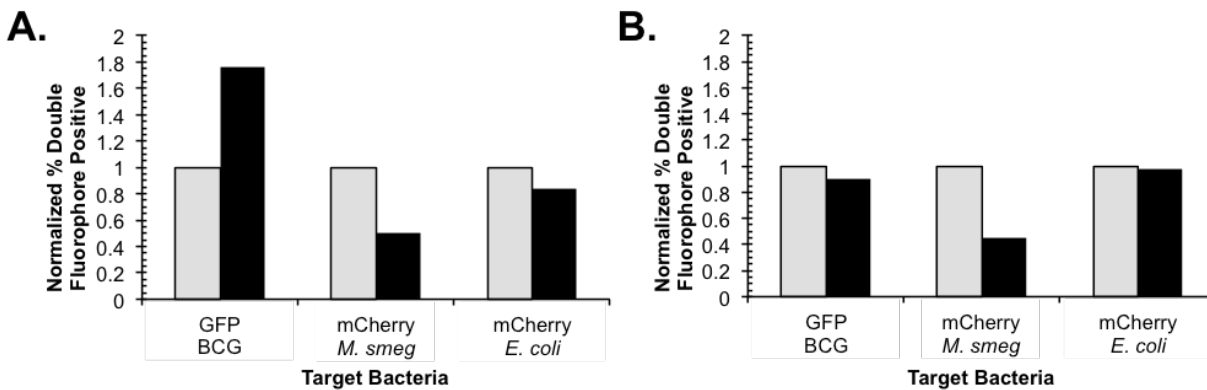 A.
Normalized % Double
Fluorophore Positive
2
1.8
1.6
1.4
1.2
1
0.8
0.6
0.4
0.2
0
GFP
BCG
mCherry
M. smeg
mCherry
E. coli
Target Bacteria
B.
Normalized % Double
Fluorophore Positive
2
1.8
1.6
1.4
1.2
1
0.8
0.6
0.4
0.2
0
GFP
BCG
mCherry
M. smeg
mCherry
E. coli
Target Bacteria